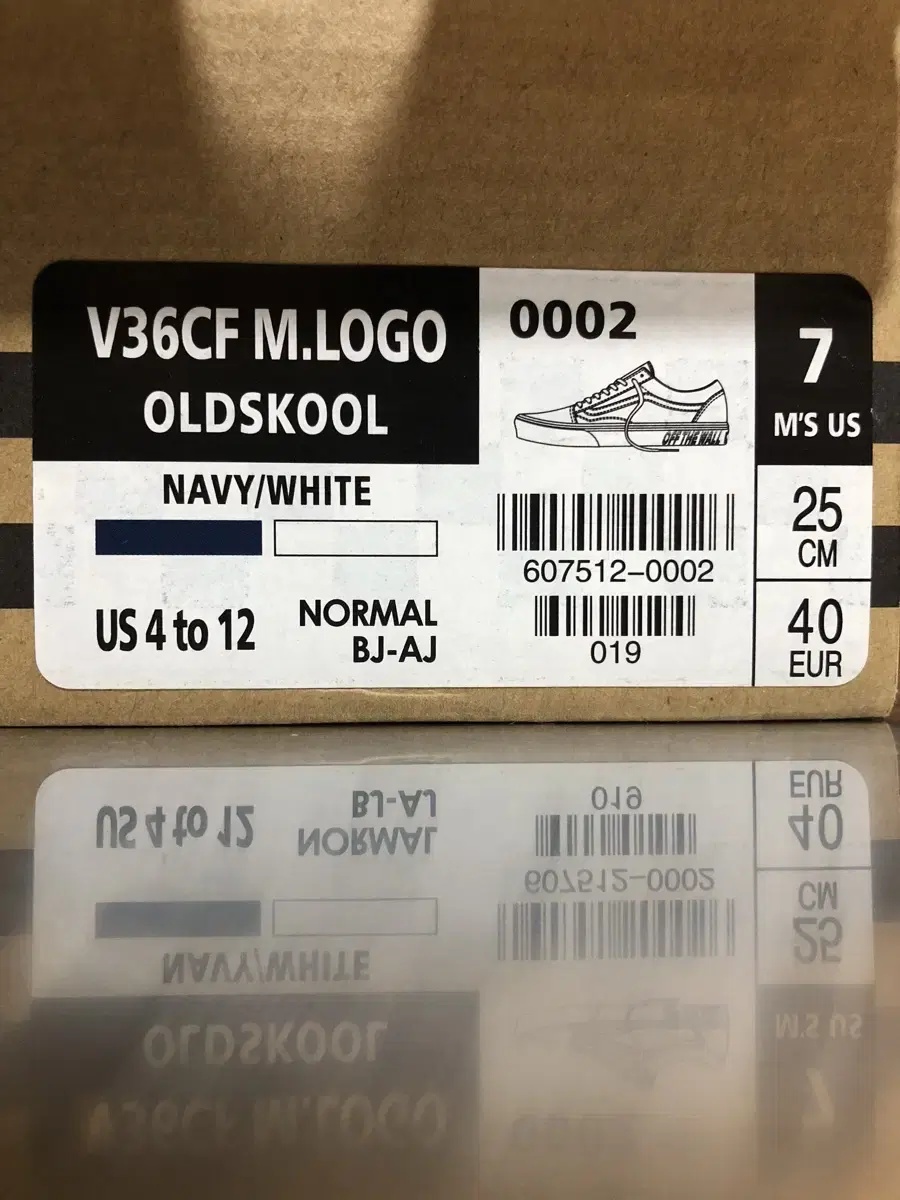 V36CF M.LOGO
OLDSKOOL
NAVY/WHITE
US 4 to 12
NORMAL
BJ-AJ
0002
OFF THE WALL
607512-0002
019
7
M'S US
25
CM
40
EUR